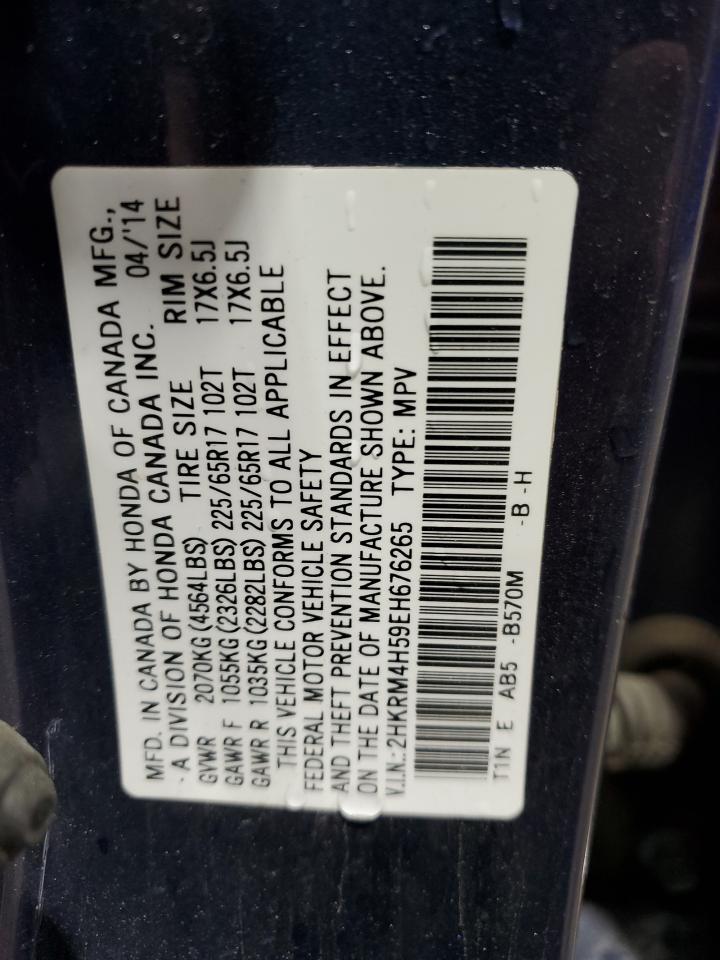 MFD. IN CANADA BY HONDA OF CANADA MFG.,
- A DIVISION OF HONDA CANADA INC. 04/'14
GVWR 2070KG (4564LBS) TIRE SIZE RIM SIZE
GAWR F 1055KG (2326LBS) 225/65R17 102T 17X6.5J
GAWR R 1035KG (2282LBS) 225/65R17 102T 17X6.5J
THIS VEHICLE CONFORMS TO ALL APPLICABLE
FEDERAL MOTOR VEHICLE SAFETY
AND THEFT PREVENTION STANDARDS IN EFFECT
ON THE DATE OF MANUFACTURE SHOWN ABOVE.
V.I.N.: 2HKRM4H59EH676265 TYPE: MPV
T1N E AB5 -B570M -B -H